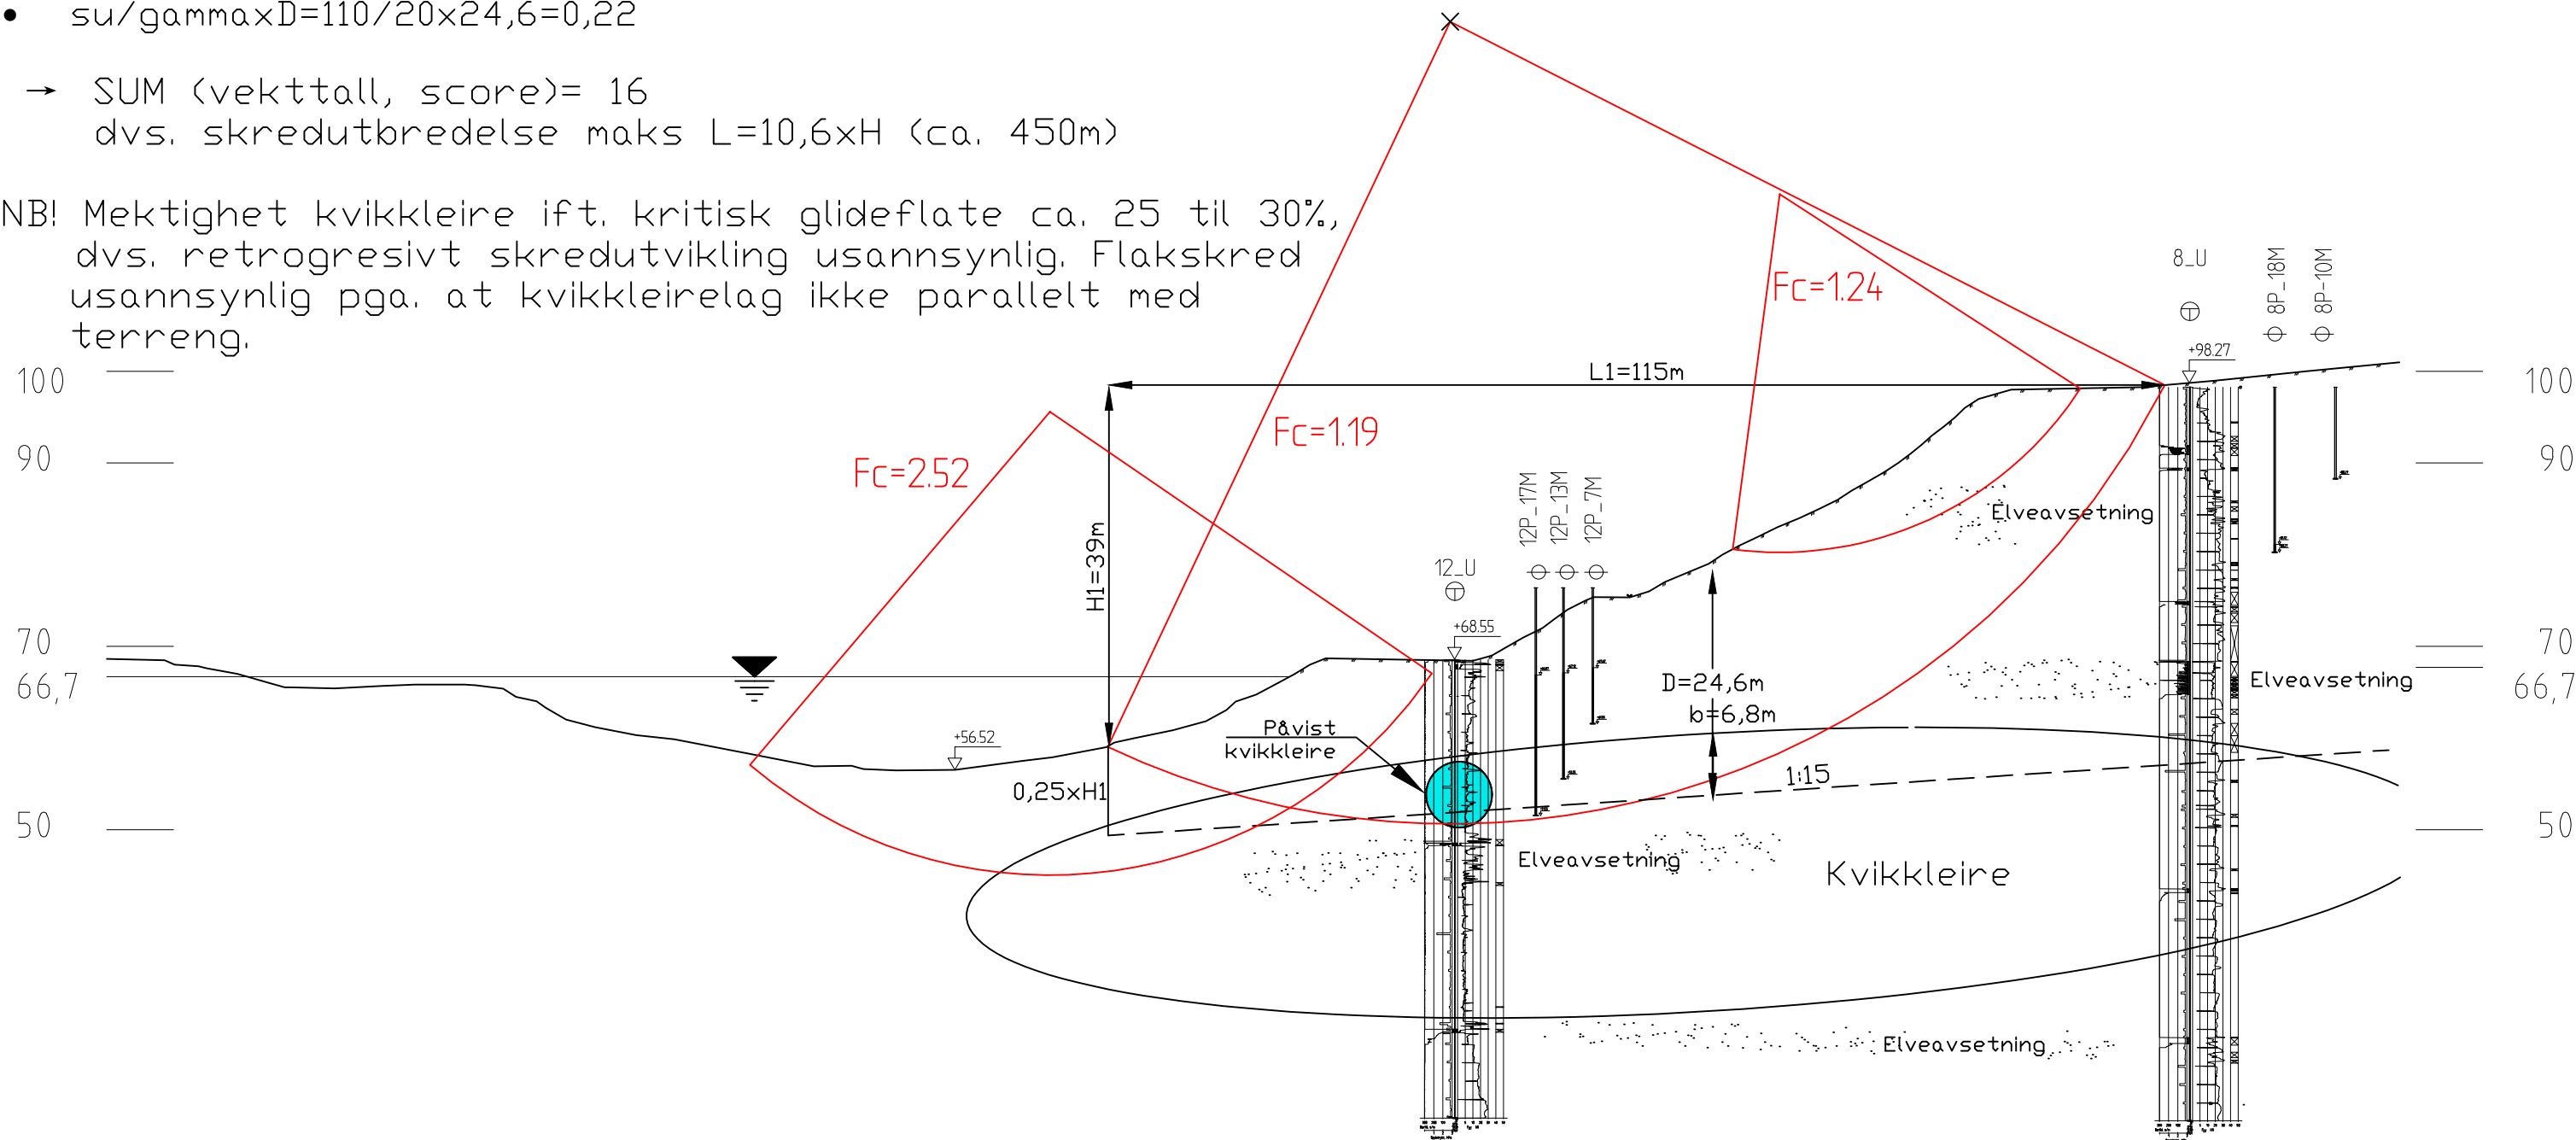 • su/gammaxD=110/20x24,6=0,22
→ SUM (vekttall, score)= 16
dvs. skredutbredelse maks L=10,6xH (ca. 450m)
NB! Mektighet kvikkleire ift. kritisk glideflate ca. 25 til 30%,
dvs. retrogresivt skredutvikling usannsynlig. Flakskred
usannsynlig pga. at kvikkleirelag ikke parallelt med
terreng.
Fc=1.24
8_U
8P_18M
8P-10M
+98.27
100
L1=115m
100
90
Fc=2.52
Fc=1.19
90
H1=39m
12P_17M
12P_13M
12P_7M
Elveavsetning
12_U
+68.55
70
70
66,7
66,7
D=24,6m
b=6,8m
Elveavsetning
+56.52
Påvist
kvikkleire
0,25xH1
1:15
50
50
Elveavsetning
Kvikkleire
Elveavsetning